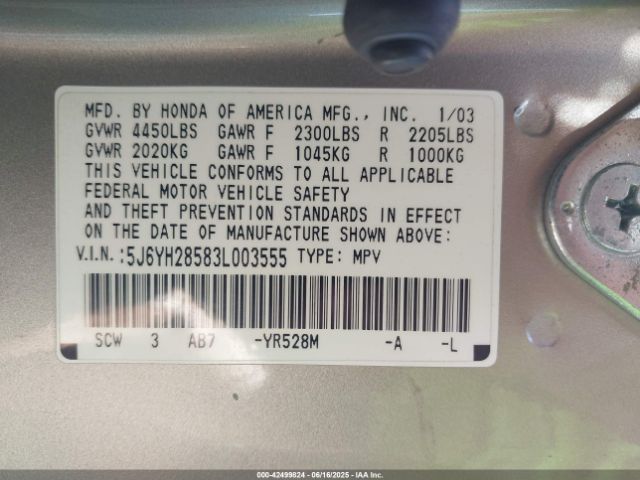 MFD. BY HONDA OF AMERICA MFG., INC. 1/03
GVWR 4450LBS GAWR F 2300LBS R 2205LBS
GVWR 2020KG GAWR F 1045KG R 1000KG
THIS VEHICLE CONFORMS TO ALL APPLICABLE
FEDERAL MOTOR VEHICLE SAFETY
AND THEFT PREVENTION STANDARDS IN EFFECT
ON THE DATE OF MANUFACTURE SHOWN ABOVE:
V.I.N.:5J6YH28583L003555 TYPE: MPV
SCW 3 AB7 -YR528M -A -L
000-42499824 - 06/16/2025 - IAA Inc.